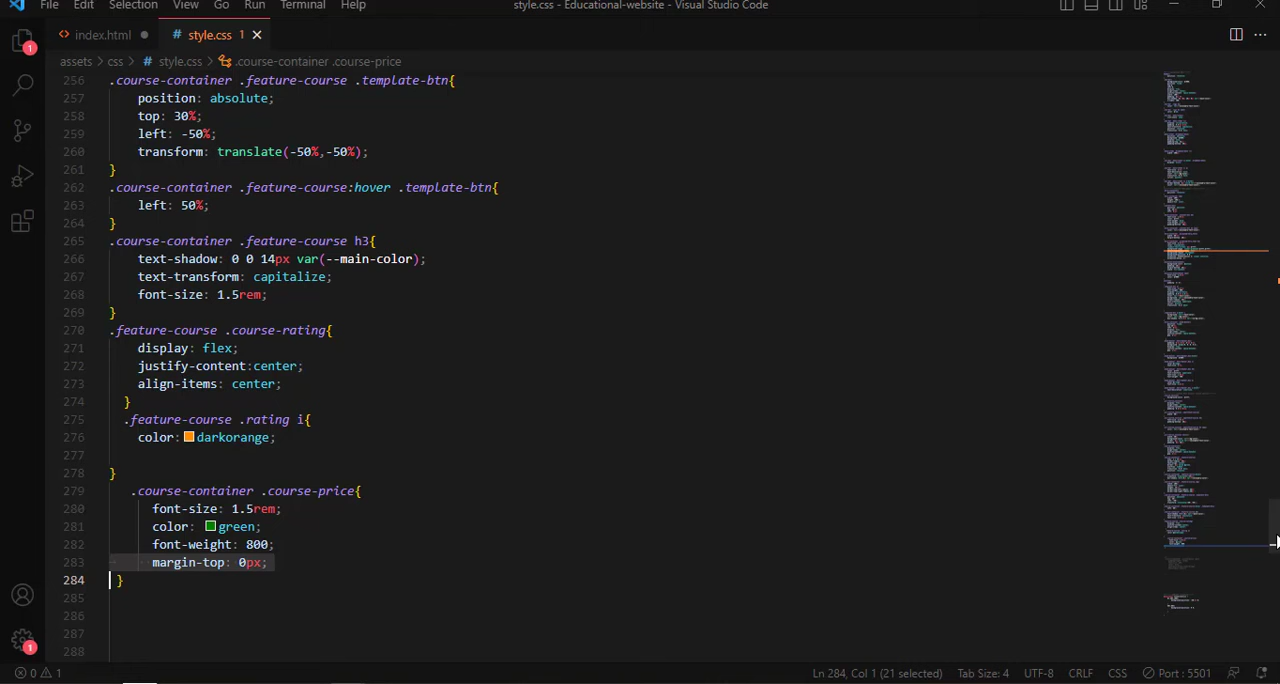 File Edit Selection View Go Run Terminal Help style.css - Educational-website - Visual Studio Code
index.html # style.css 1
1
assets > css > # style.css > .course-container .course-price
256 .course-container .feature-course .template-btn{
257 position: absolute;
258 top: 30%;
259 left: -50%;
260 transform: translate(-50%,-50%);
261 }
262 .course-container .feature-course:hover .template-btn{
263 left: 50%;
264 }
265 .course-container .feature-course h3{
266 text-shadow: 0 0 14px var(--main-color);
267 text-transform: capitalize;
268 font-size: 1.5rem;
269 }
270 .feature-course .course-rating{
271 display: flex;
272 justify-content:center;
273 align-items: center;
274 }
275 .feature-course .rating i{
276 color: darkorange;
277
278 }
279 .course-container .course-price{
280 font-size: 1.5rem;
281 color: green;
282 font-weight: 800;
283 margin-top: 0px;
284 }
285
286
287
288
1
0 1 Ln 284, Col 1 (21 selected) Tab Size: 4 UTF-8 CRLF CSS Port : 5501